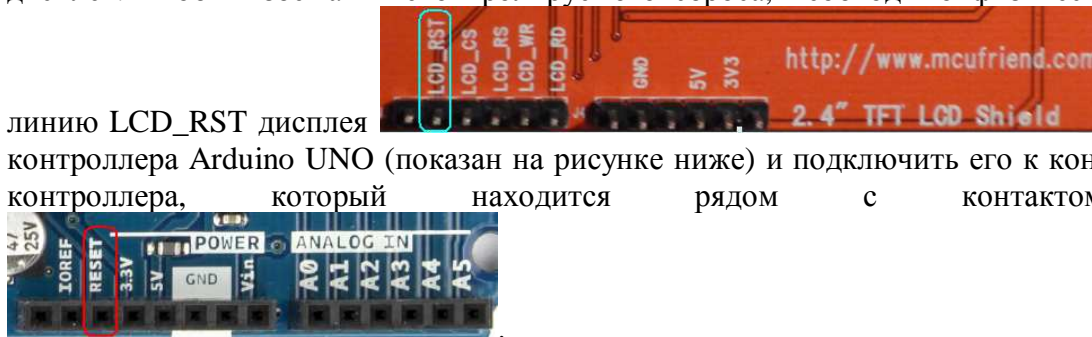 LCD_RST
LCD_CS
LCD_RS
LCD_WR
LCD_RD
GND
5V
3V3
http://www.mcufriend.com
2.4" TFT LCD Shield
линию LCD_RST дисплея
контроллера Arduino UNO (показан на рисунке ниже) и подключить его к кон
контроллера, который находится рядом с контактом
47
25V
IOREF
RESET
3.3V
5V
GND
Vin
POWER
ANALOG IN
A0
A1
A2
A3
A4
A5